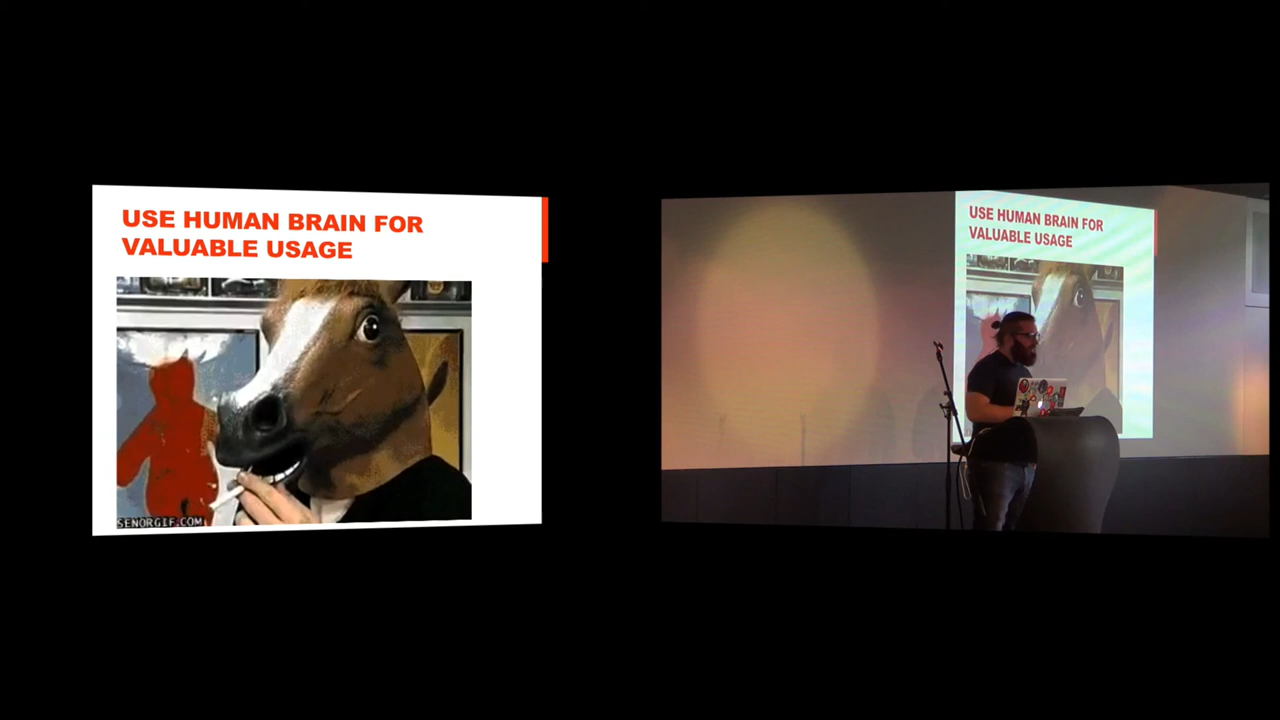 USE HUMAN BRAIN FOR
VALUABLE USAGE
SENORGIF.COM
USE HUMAN BRAIN FOR
VALUABLE USAGE